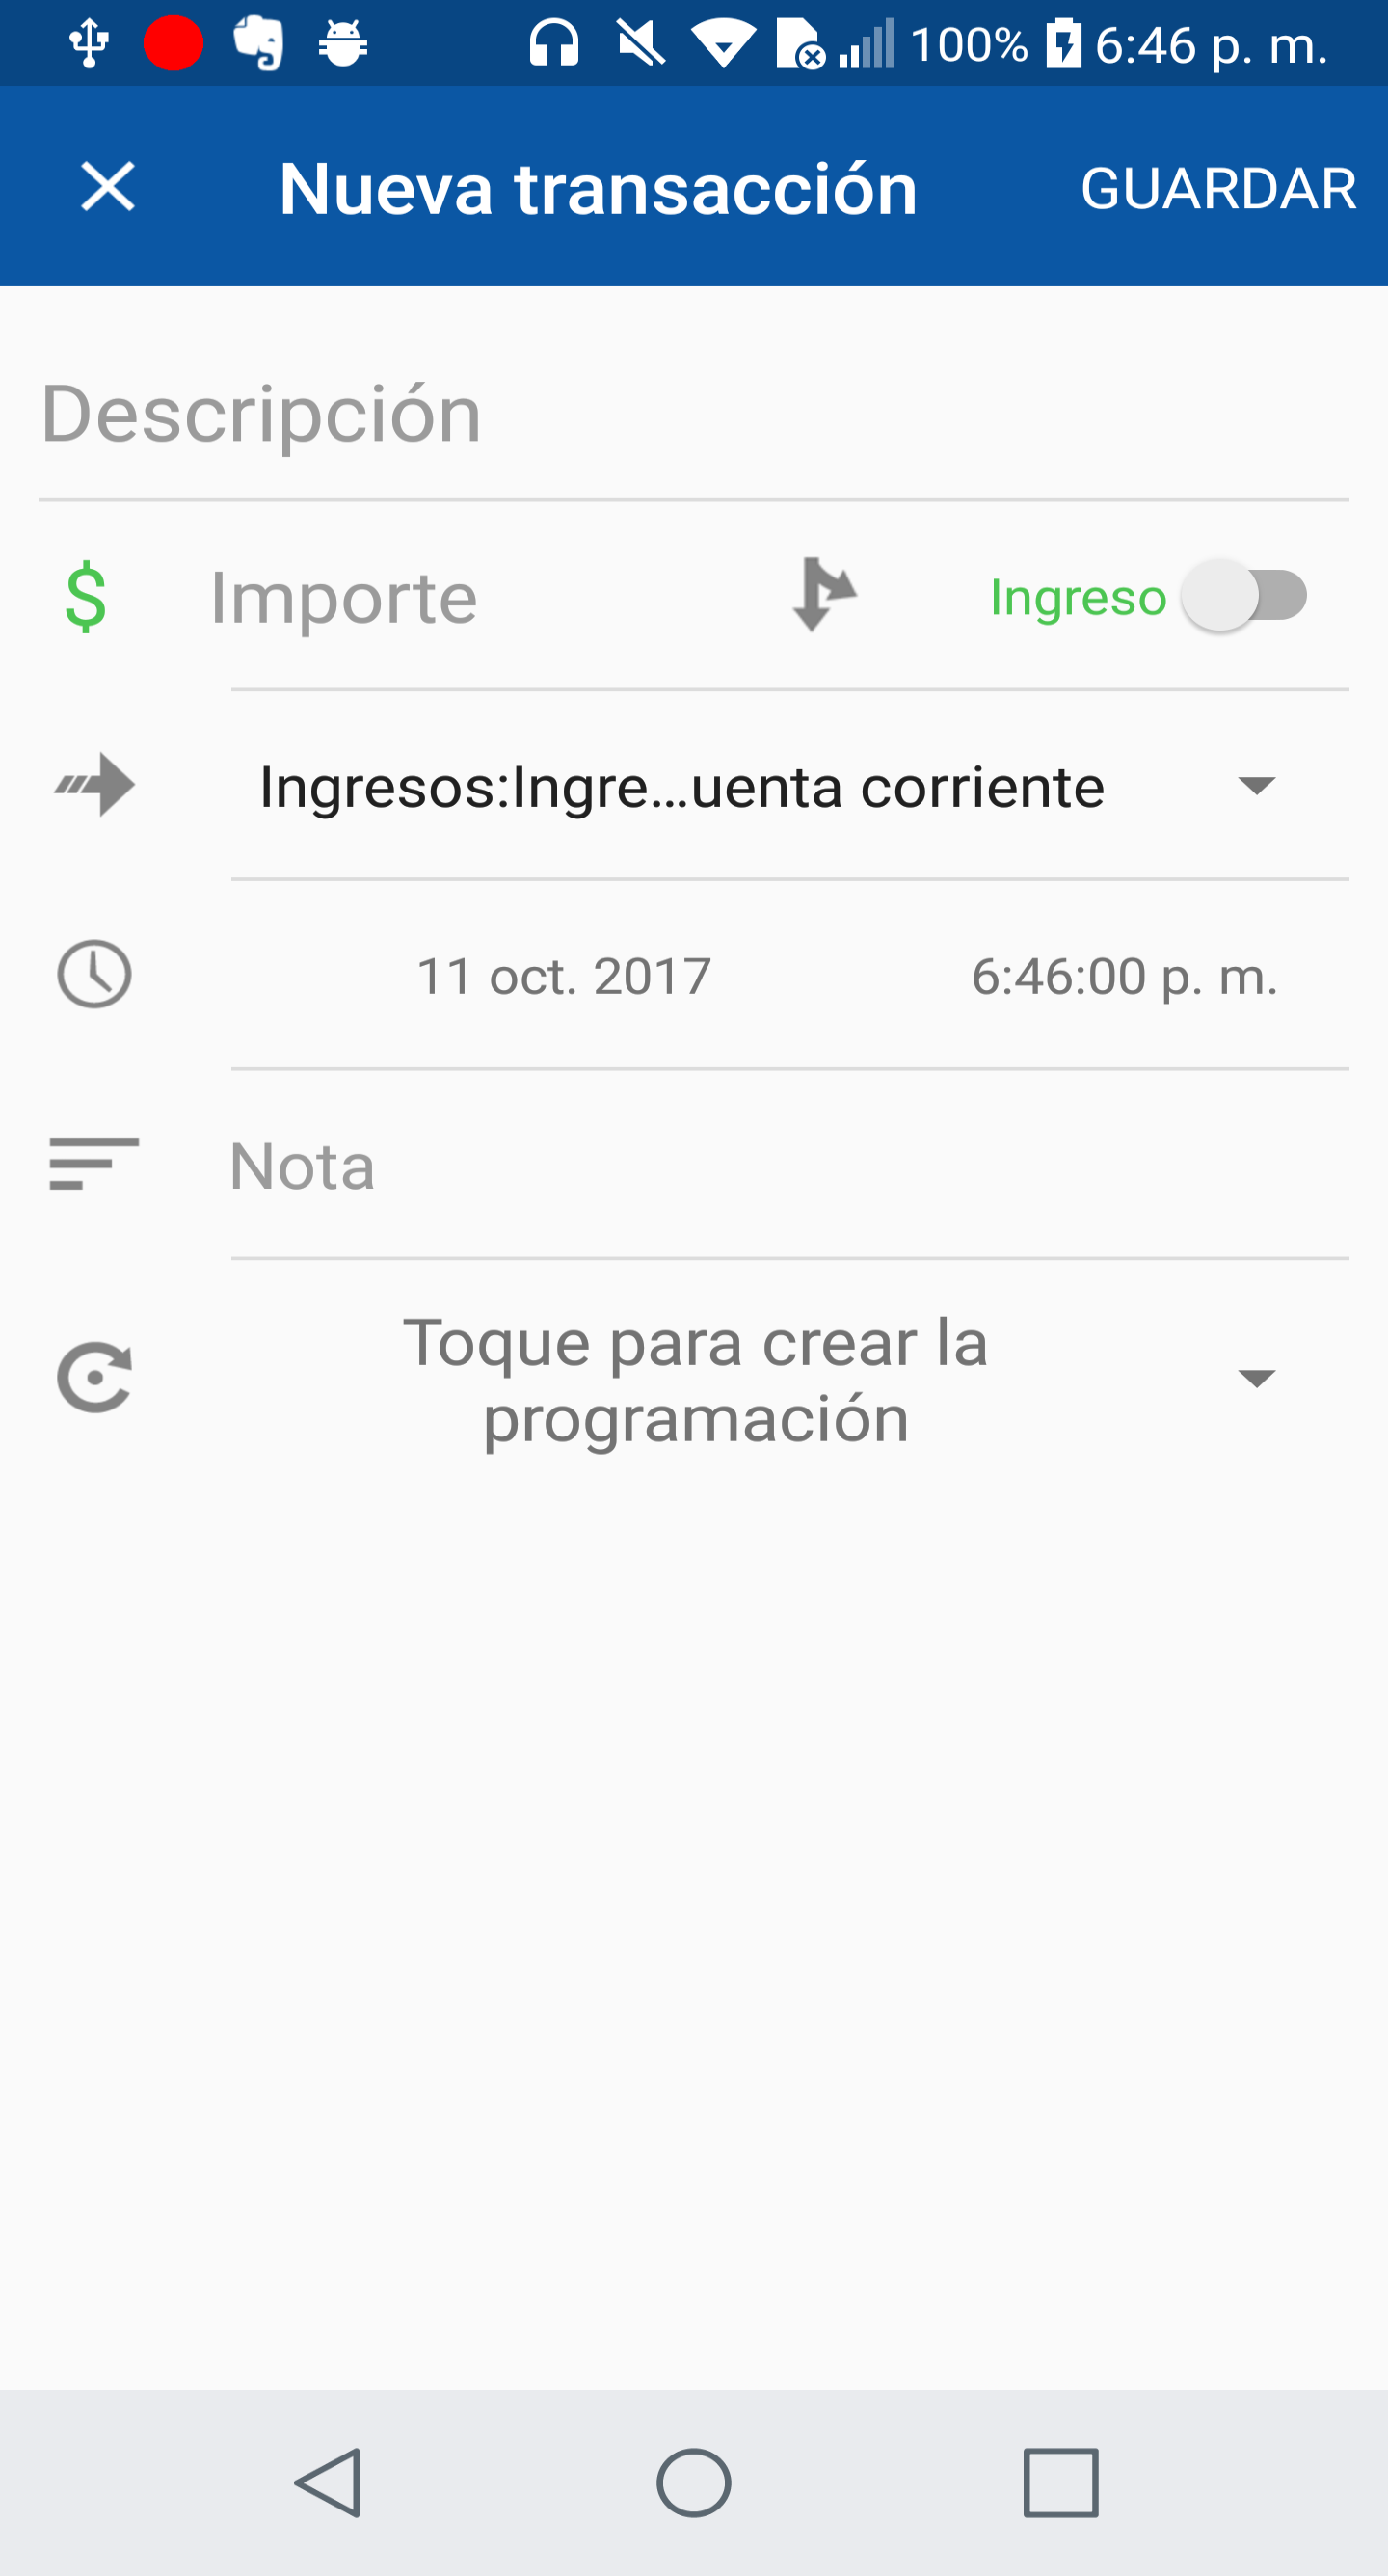 100% 6:46 p. m.
Nueva transacción GUARDAR
Descripción
$ Importe Ingreso
Ingresos:Ingre...uenta corriente
11 oct. 2017 6:46:00 p. m.
Nota
Toque para crear la
programación